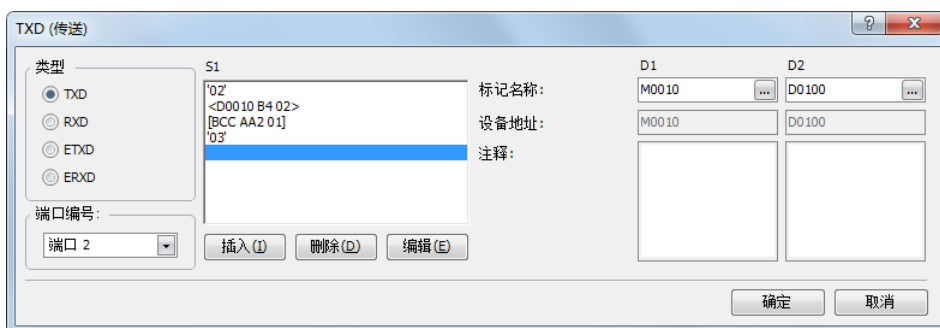 TXD (传送)
类型
TXD
RXD
ETXD
ERXD
端口编号:
端口 2
S1
'02'
<D0010 B4 02>
[BCC AA2 01]
'03'
插入(I)
删除(D)
编辑(E)
D1
D2
标记名称:
M0010
...
D0100
...
设备地址:
M0010
D0100
注释:
确定
取消